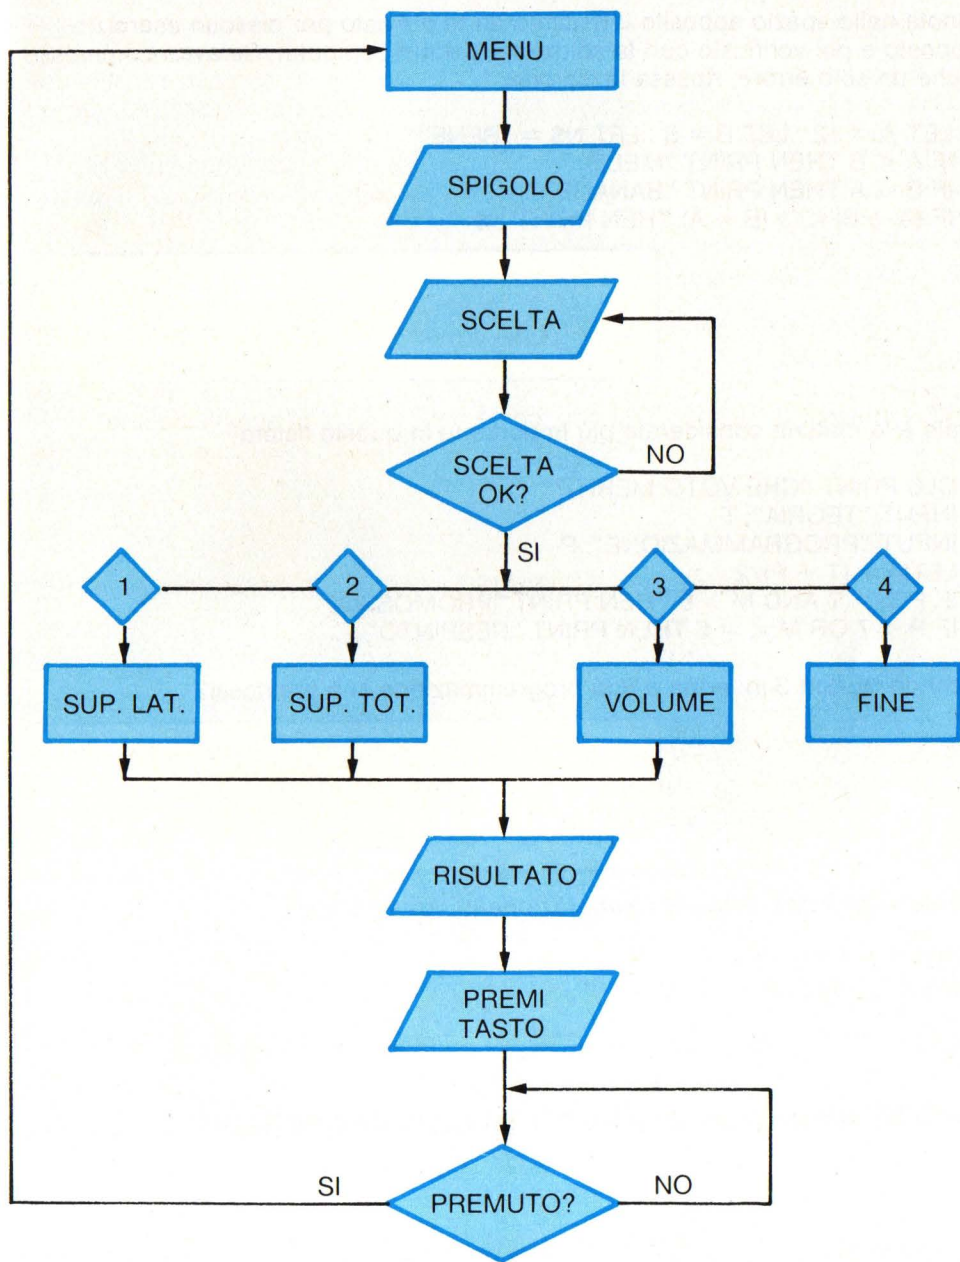 MENU
SPIGOLO
SCELTA
SCELTA
OK?
NO
SI
1
2
3
4
SUP. LAT.
SUP. TOT.
VOLUME
FINE
RISULTATO
PREMI
TASTO
SI
PREMUTO?
NO